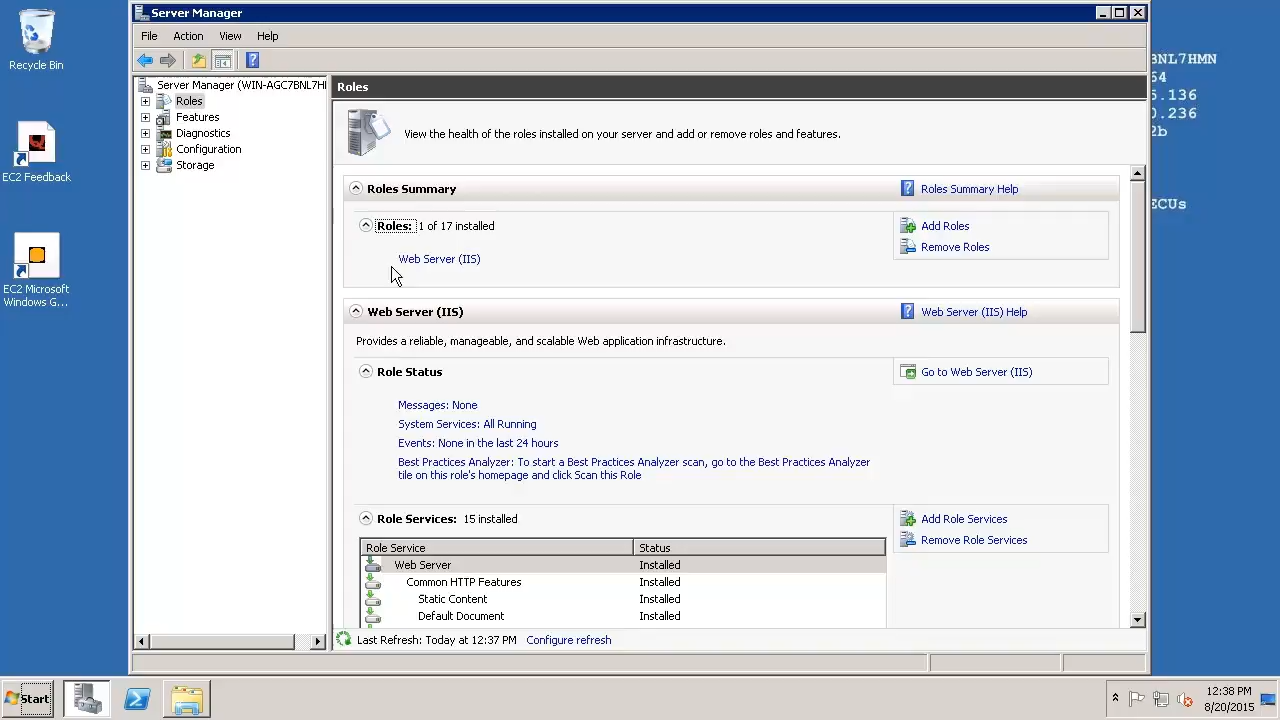 Recycle Bin
EC2 Feedback
EC2 Microsoft
Windows G...
Server Manager
File Action View Help
Server Manager (WIN-AGC7BNL7HI
Roles
Features
Diagnostics
Configuration
Storage
Roles
View the health of the roles installed on your server and add or remove roles and features.
Roles Summary
Roles Summary Help
Roles: 1 of 17 installed
Add Roles
Remove Roles
Web Server (IIS)
Web Server (IIS)
Web Server (IIS) Help
Provides a reliable, manageable, and scalable Web application infrastructure.
Role Status
Go to Web Server (IIS)
Messages: None
System Services: All Running
Events: None in the last 24 hours
Best Practices Analyzer: To start a Best Practices Analyzer scan, go to the Best Practices Analyzer
tile on this role's homepage and click Scan this Role
Role Services: 15 installed
Add Role Services
Remove Role Services
Role Service Status
Web Server Installed
Common HTTP Features Installed
Static Content Installed
Default Document Installed
Last Refresh: Today at 12:37 PM Configure refresh
BNL7HMN
64
5.136
0.236
2b
ECUs
Start
12:38 PM
8/20/2015